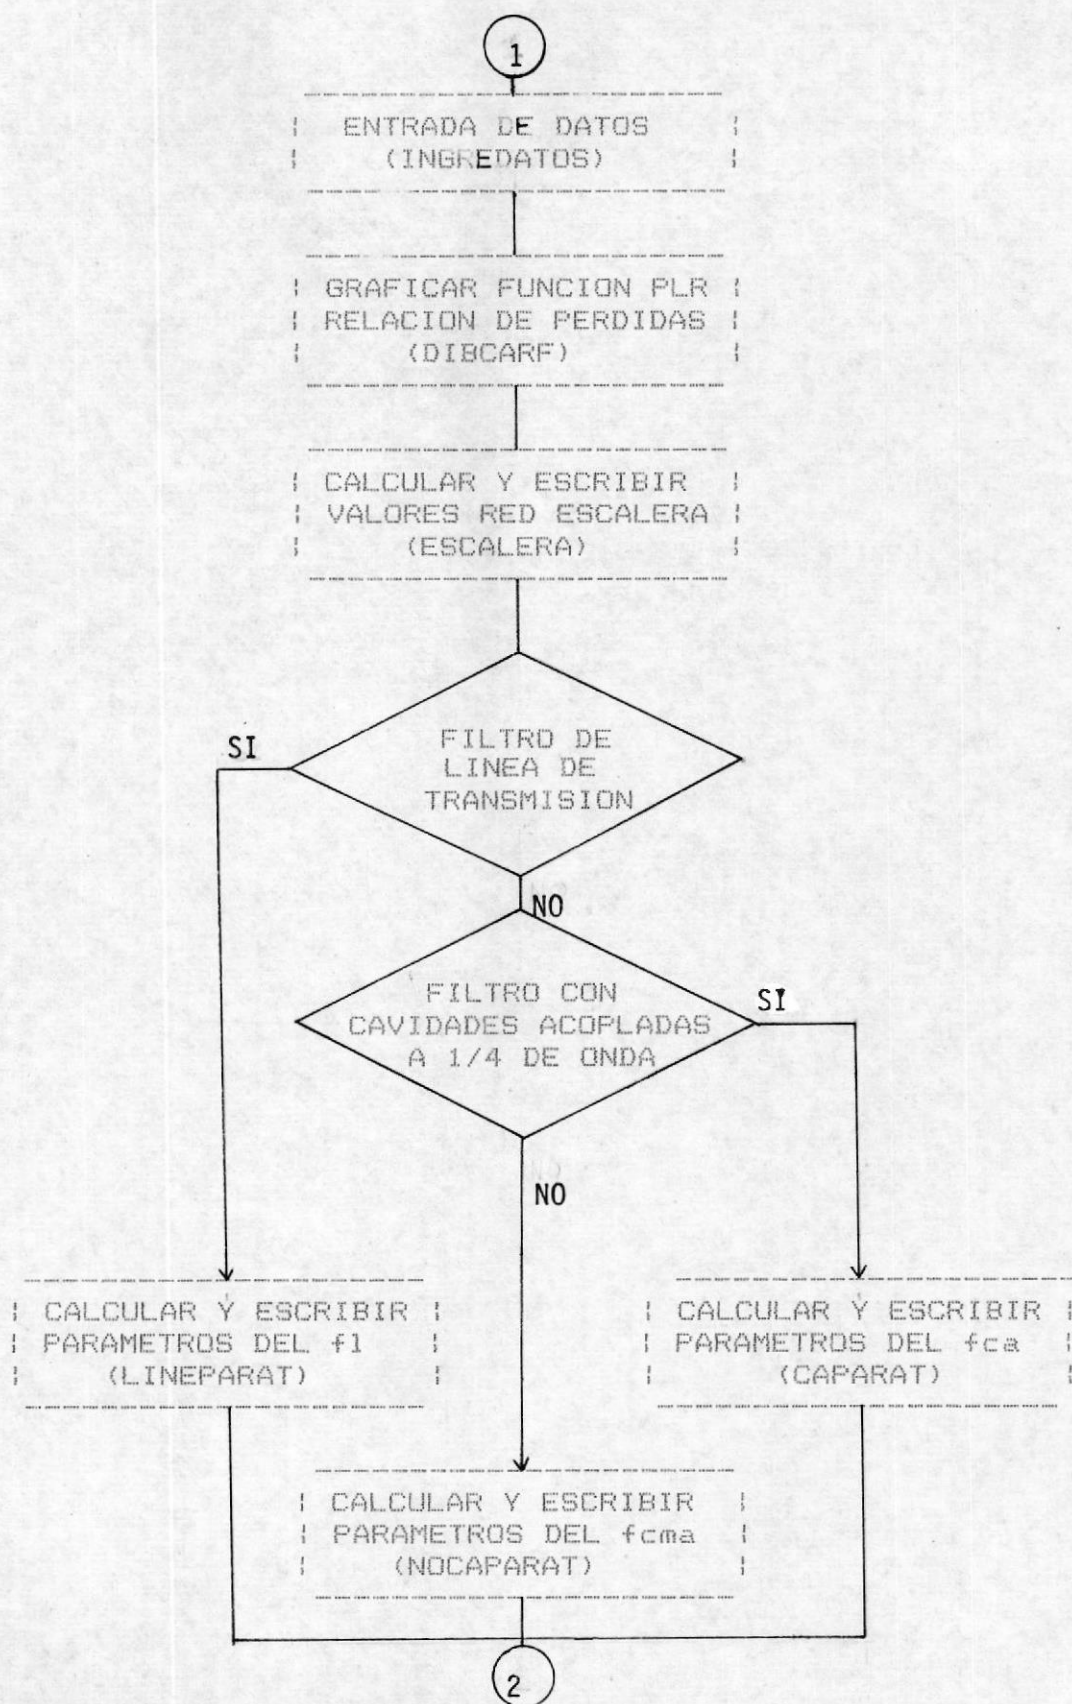 1
ENTRADA DE DATOS
(INGREDATOS)
GRAFICAR FUNCION PLR
RELACION DE PERDIDAS
(DIBCARF)
CALCULAR Y ESCRIBIR
VALORES RED ESCALERA
(ESCALERA)
SI
FILTRO DE
LINEA DE
TRANSMISION
NO
FILTRO CON
CAVIDADES ACOPLADAS
A 1/4 DE ONDA
SI
NO
CALCULAR Y ESCRIBIR
PARAMETROS DEL fl
(LINEPARAT)
CALCULAR Y ESCRIBIR
PARAMETROS DEL fca
(CAPARAT)
CALCULAR Y ESCRIBIR
PARAMETROS DEL fcma
(NOCAPARAT)
2